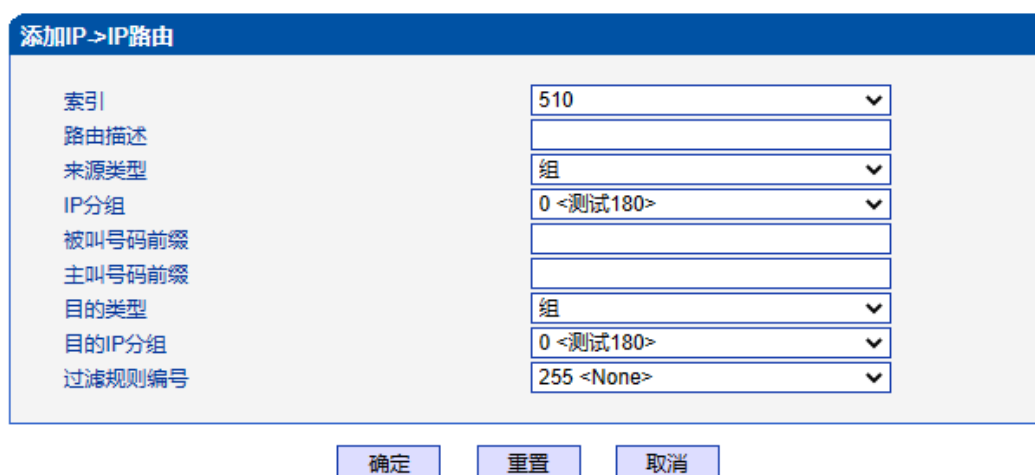 添加IP->IP路由
索引 510
路由描述
来源类型 组
IP分组 0 <测试180>
被叫号码前缀
主叫号码前缀
目的类型 组
目的IP分组 0 <测试180>
过滤规则编号 255 <None>
确定 重置 取消